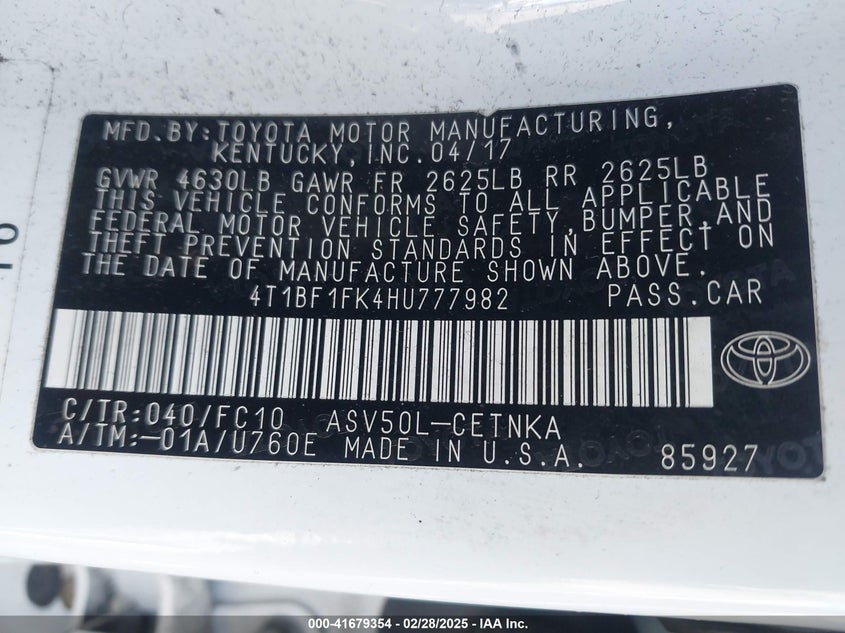 MFD.BY:TOYOTA MOTOR MANUFACTURING,
KENTUCKY,INC.04/17
GVWR 4630LB GAWR FR 2625LB RR 2625LB
THIS VEHICLE CONFORMS TO ALL APPLICABLE
FEDERAL MOTOR VEHICLE SAFETY,BUMPER,AND
THEFT PREVENTION STANDARDS IN EFFECT ON
THE DATE OF MANUFACTURE SHOWN ABOVE.
4T1BF1FK4HU777982 PASS.CAR
C/TR:040/FC10 ASV50L-CETNKA
A/TM:-01A/U760E MADE IN U.S.A. 85927
000-41679354 / 02/28/2025 - IAA Inc.